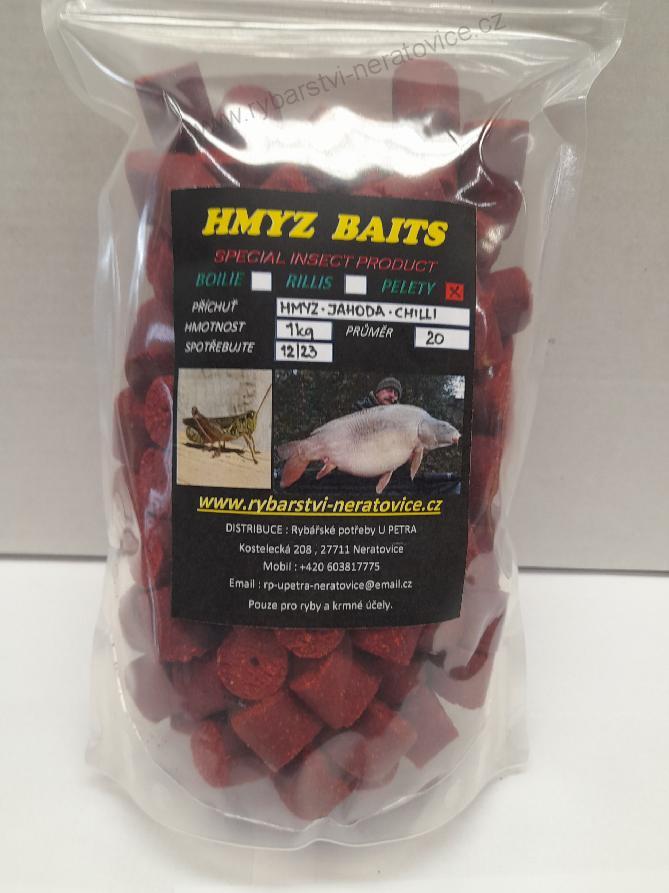 www.rybarstvi-neratovice.cz
HMYZ BAITS
SPECIAL INSECT PRODUCT
BOILIE RILLIS PELETY
PŘÍCHUŤ HMYZ·JAHODA·CHILLI
HMOTNOST 1kg PRŮMĚR 20
SPOTŘEBUJTE 12/23
www.rybarstvi-neratovice.cz
DISTRIBUCE : Rybářské potřeby U PETRA
Kostelecká 208 , 27711 Neratovice
Mobil : +420 603817775
Email : rp-upetra-neratovice@email.cz
Pouze pro ryby a krmné účely.